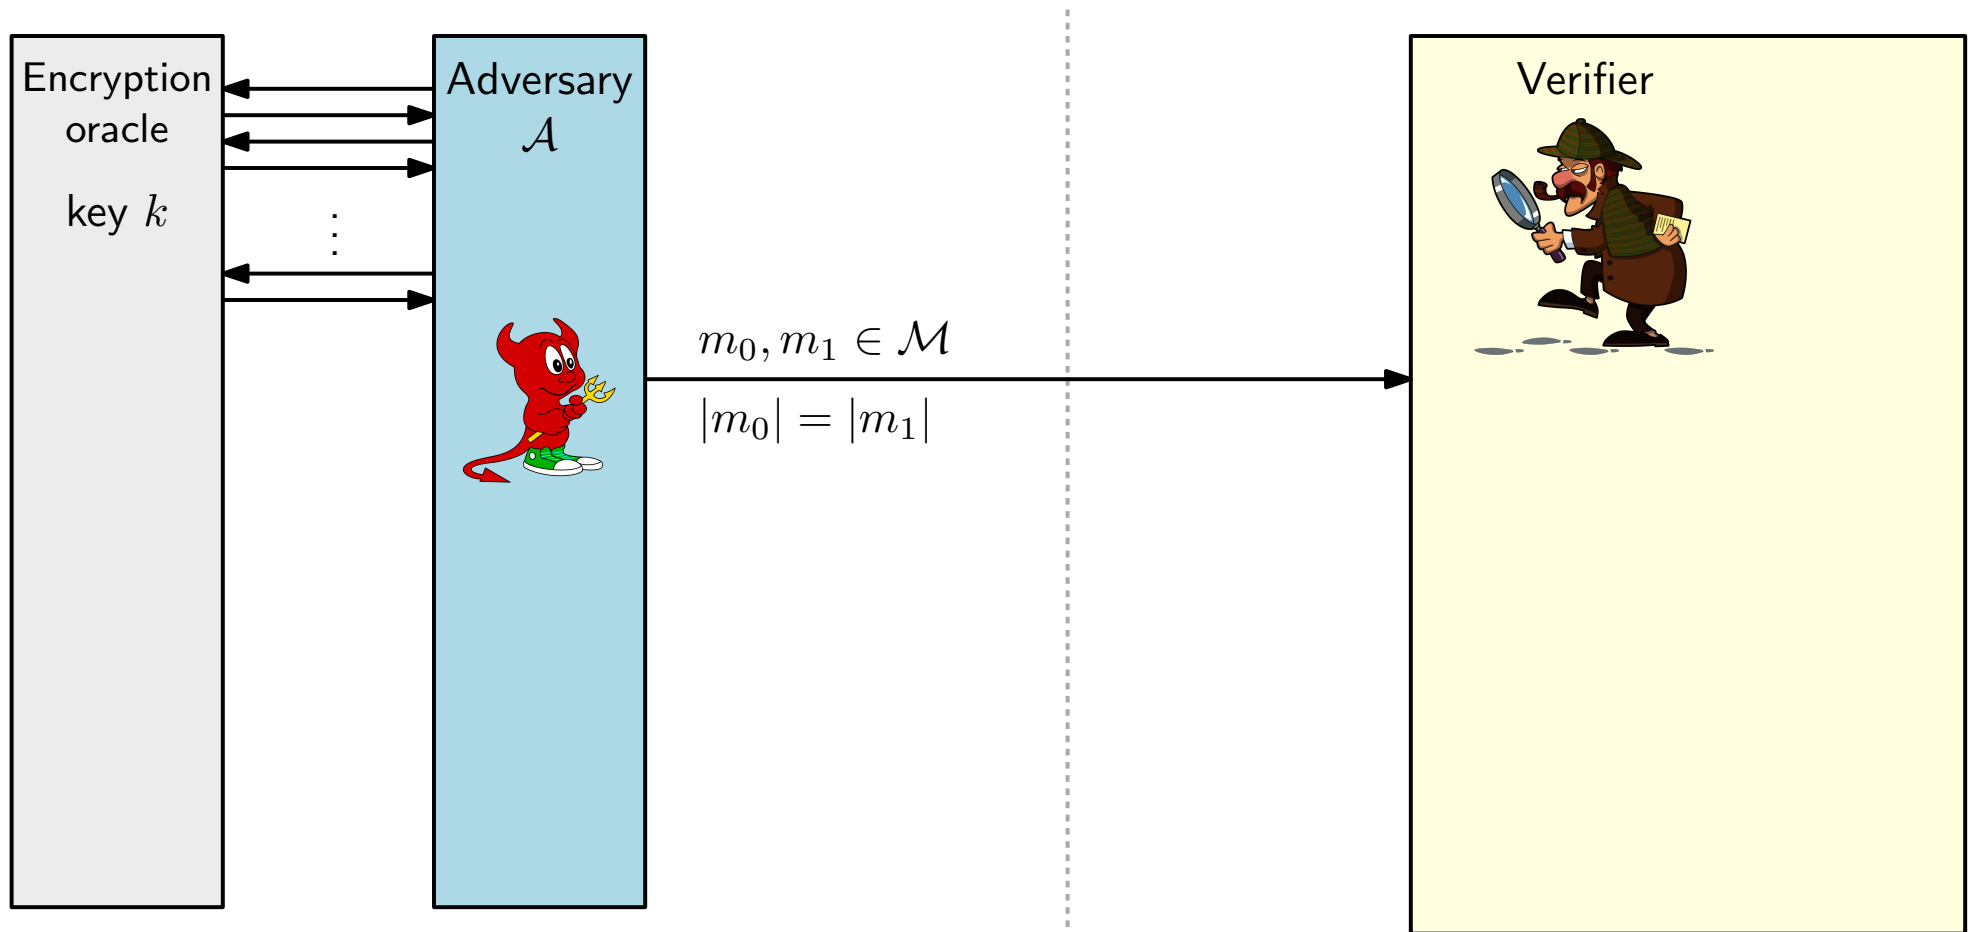 Encryption
oracle
key k
⋮
Adversary
𝒜
m₀, m₁ ∈ ℳ
|m₀| = |m₁|
Verifier